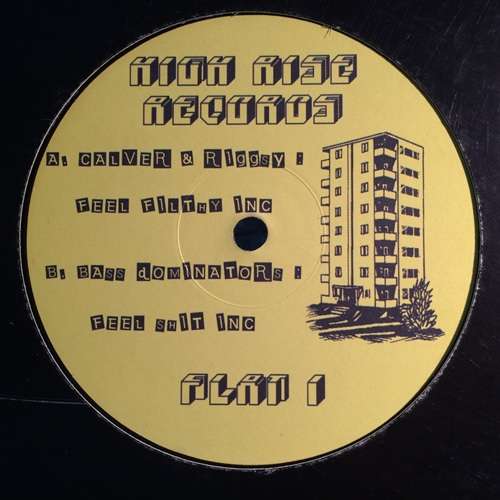 HIGH RISE
RECORDS
A: CALVER & RIggsy :
FEEL FILTHY INC
B: BASS dOMINATORS :
FEEL SHIT INC
FLAT 1